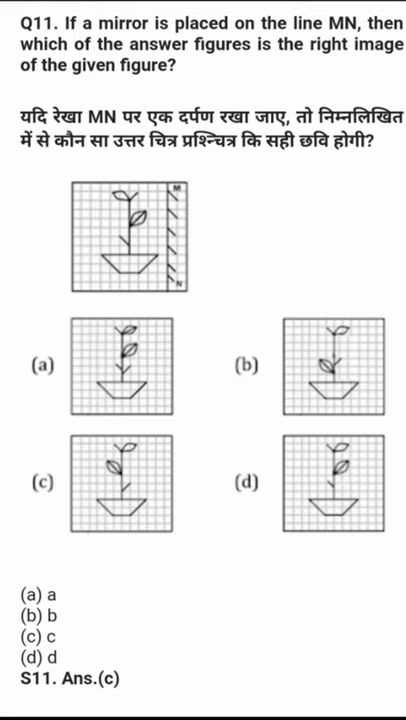 Q11. If a mirror is placed on the line MN, then
which of the answer figures is the right image
of the given figure?
यदि रेखा MN पर एक दर्पण रखा जाए, तो निम्नलिखित
में से कौन सा उत्तर चित्र प्रश्न्चित्र कि सही छवि होगी?
M
N
(a)
(b)
(c)
(d)
(a) a
(b) b
(c) c
(d) d
S11. Ans.(c)